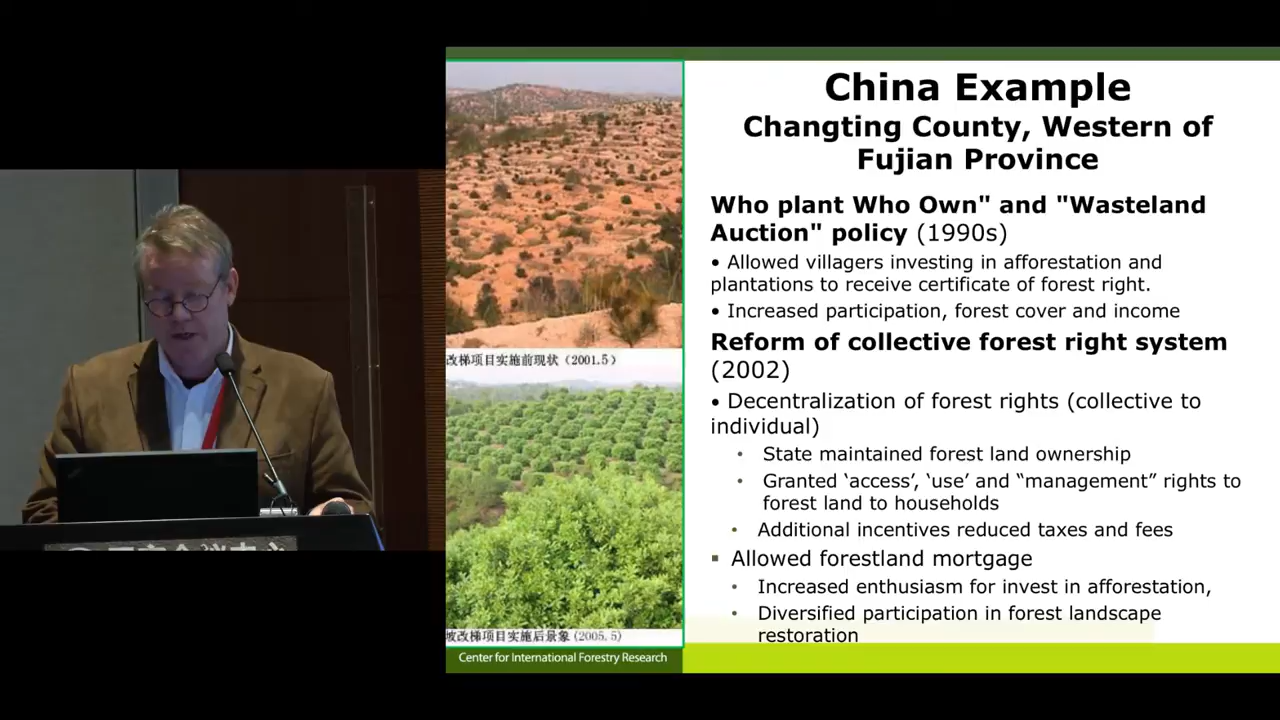 China Example
Changting County, Western of
Fujian Province
Who plant Who Own" and "Wasteland
Auction" policy (1990s)
• Allowed villagers investing in afforestation and
plantations to receive certificate of forest right.
• Increased participation, forest cover and income
Reform of collective forest right system
(2002)
• Decentralization of forest rights (collective to
individual)
• State maintained forest land ownership
• Granted ‘access’, ‘use’ and “management” rights to
forest land to households
• Additional incentives reduced taxes and fees
▪ Allowed forestland mortgage
• Increased enthusiasm for invest in afforestation,
• Diversified participation in forest landscape
restoration
改梯项目实施前现状（2001.5）
坡改梯项目实施后景象（2005.5）
Center for International Forestry Research